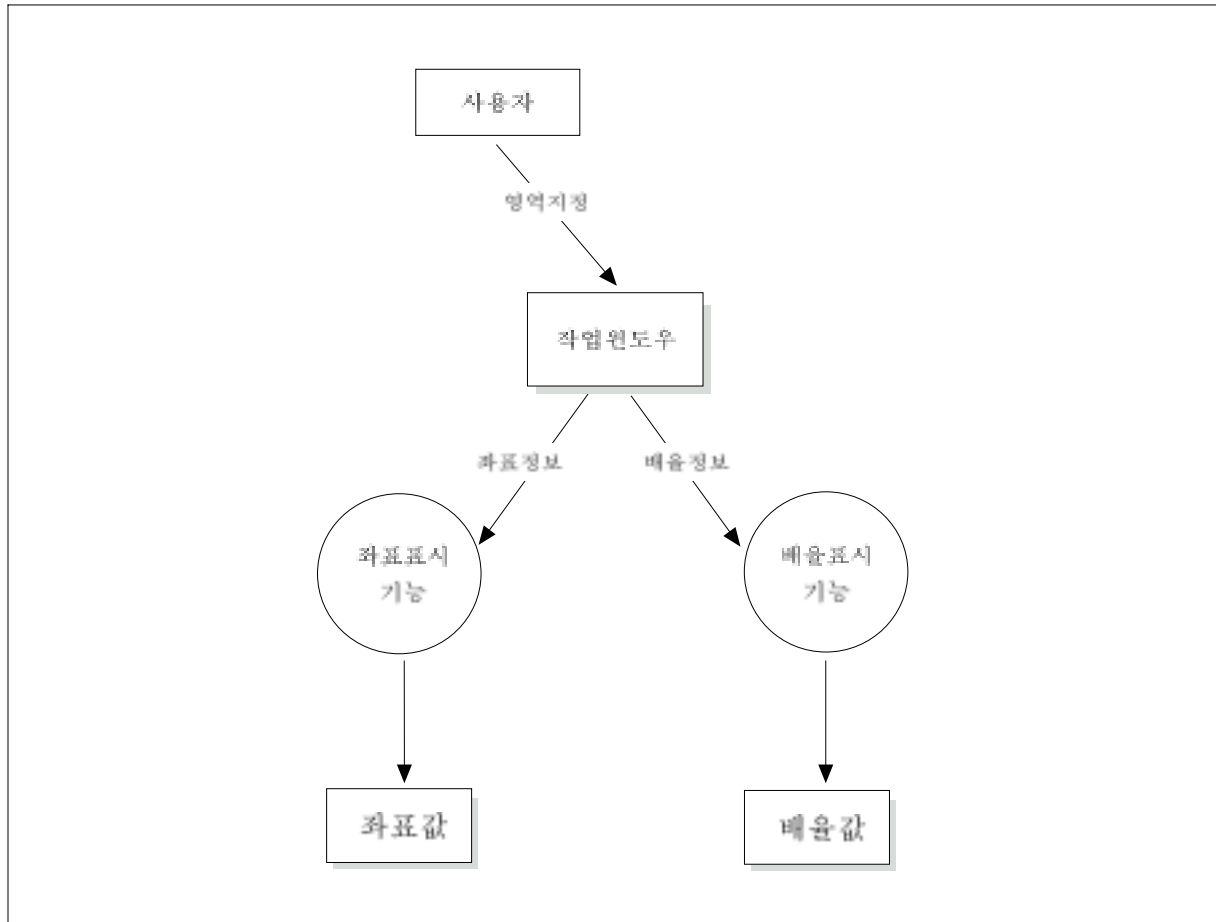 사용자
영역지정
작업윈도우
좌표정보
배율정보
좌표표시
기능
배율표시
기능
좌표값
배율값